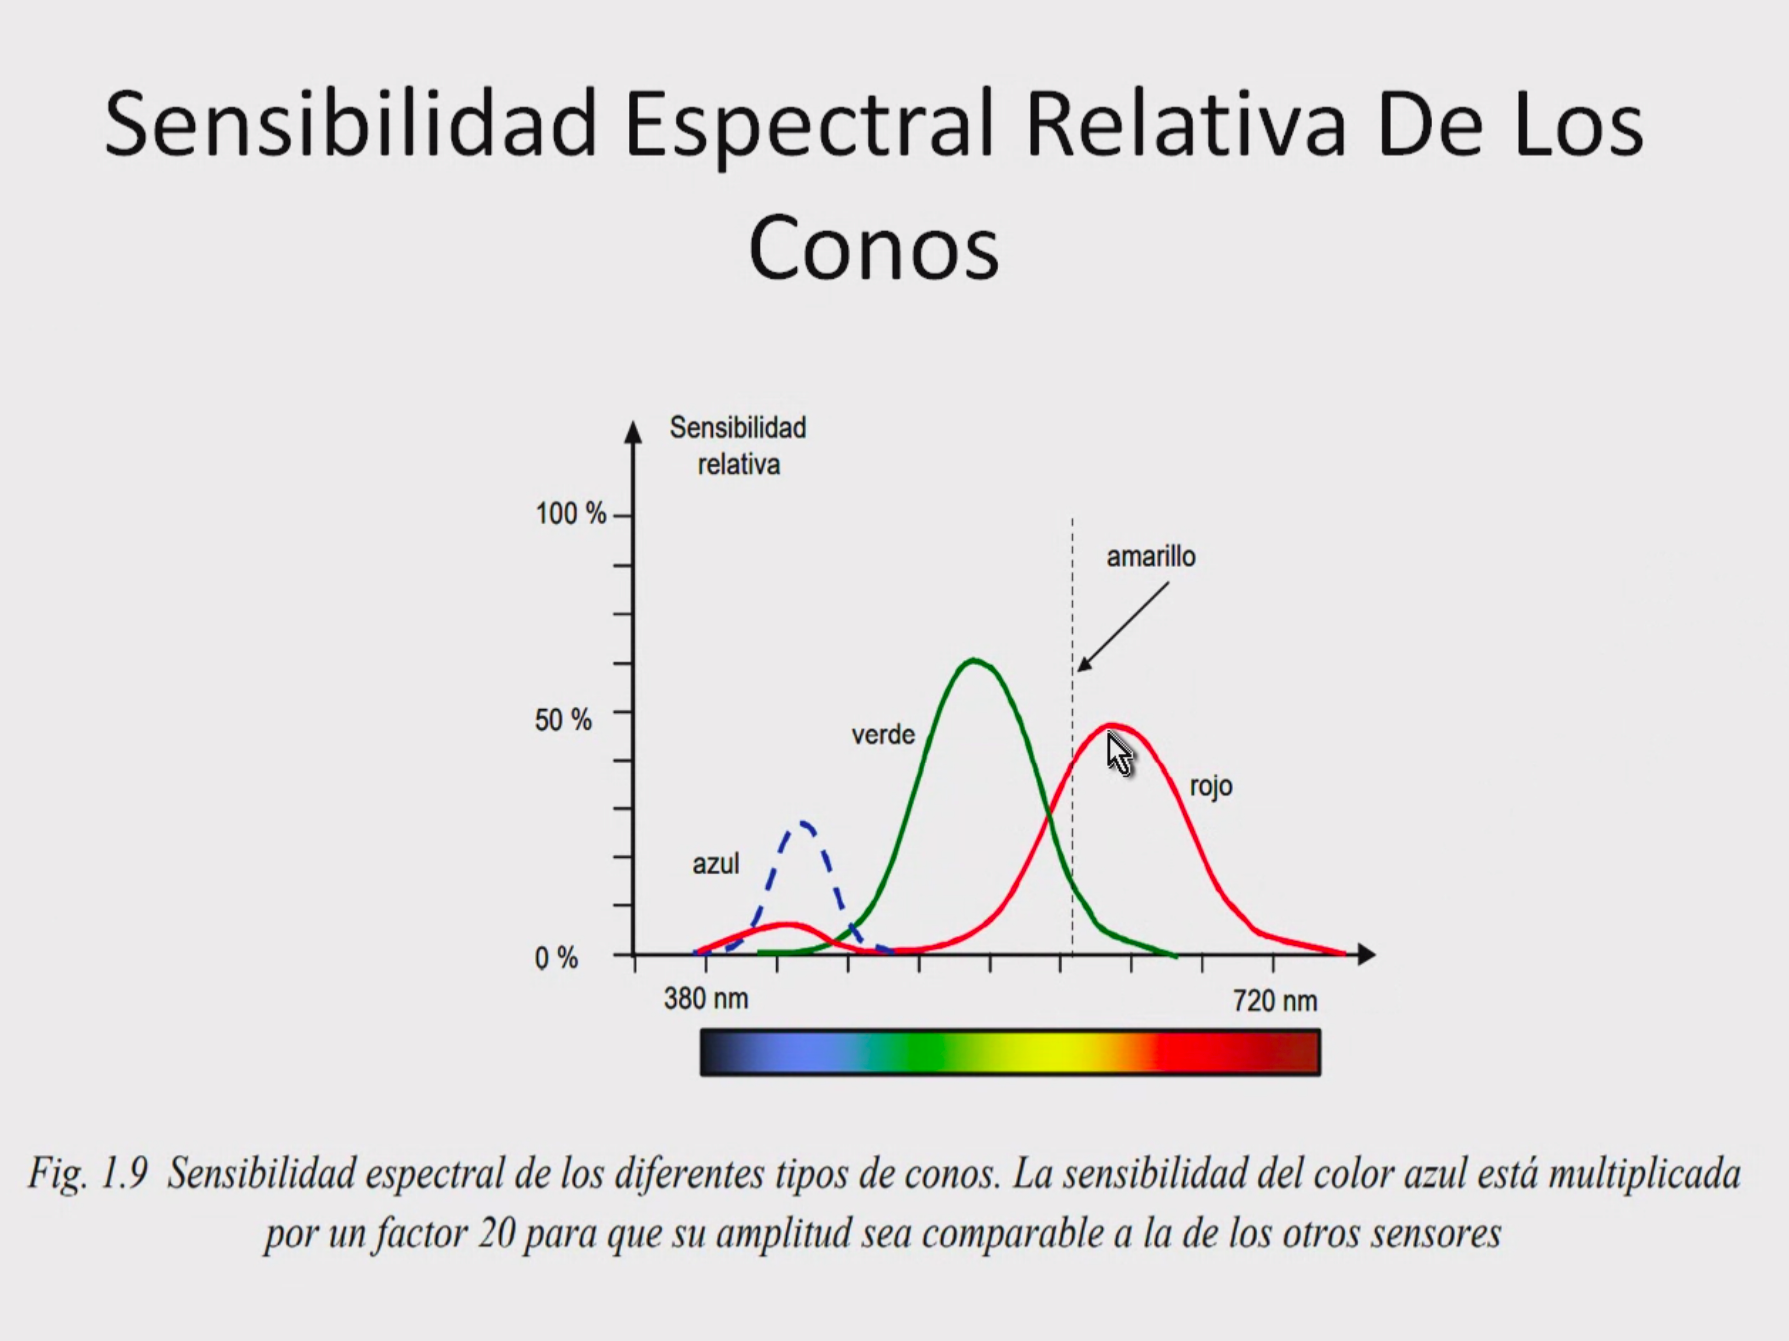 Sensibilidad Espectral Relativa De Los
Conos
Sensibilidad
relativa
100 %
amarillo
50 %
verde
rojo
azul
0 %
380 nm
720 nm
Fig. 1.9 Sensibilidad espectral de los diferentes tipos de conos. La sensibilidad del color azul está multiplicada
por un factor 20 para que su amplitud sea comparable a la de los otros sensores